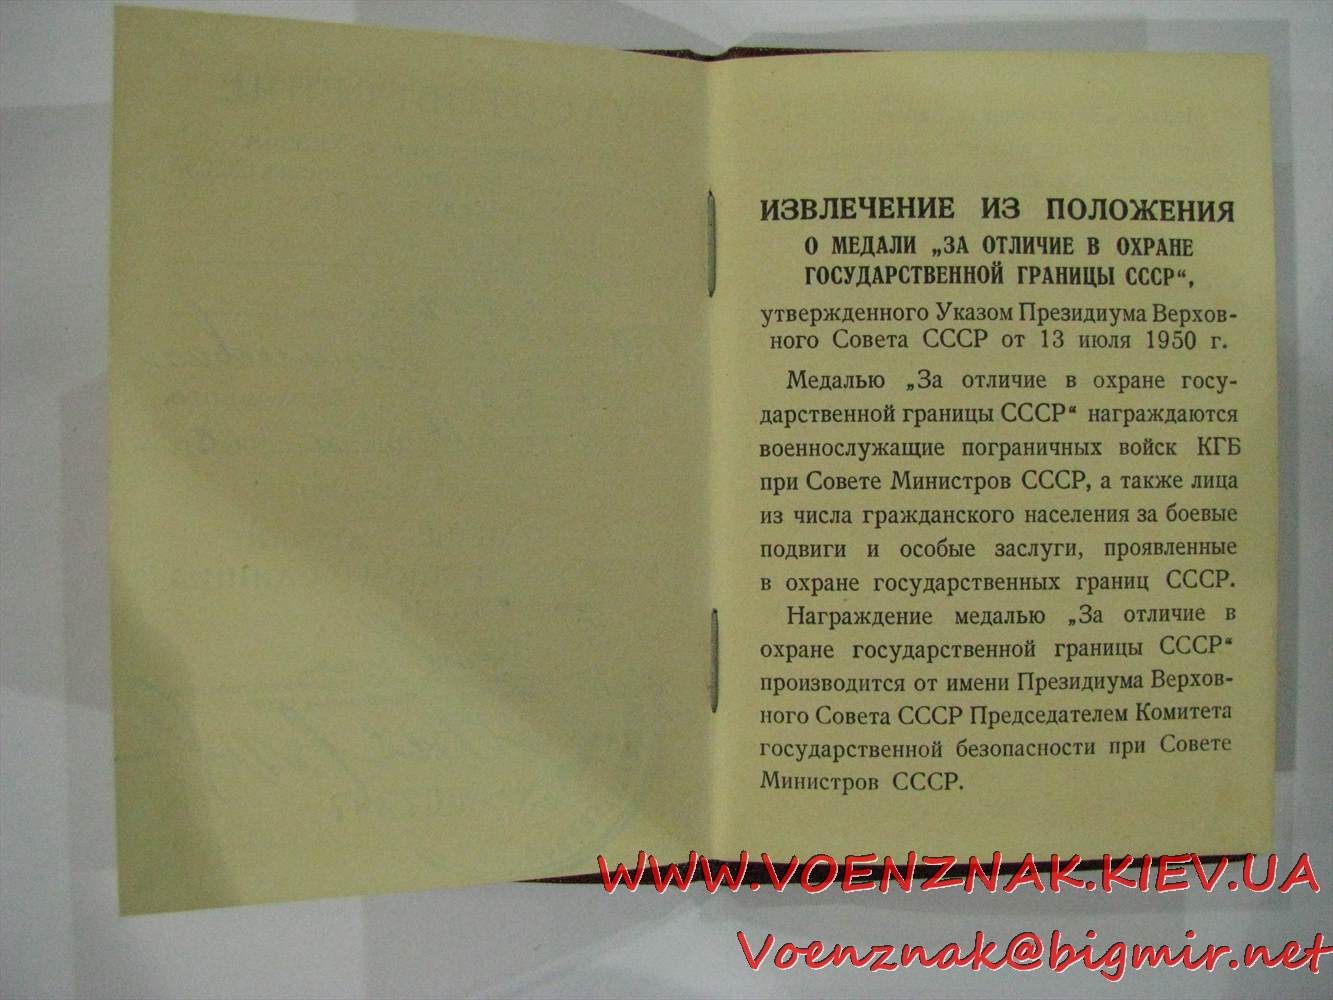 ИЗВЛЕЧЕНИЕ ИЗ ПОЛОЖЕНИЯ
О МЕДАЛИ „ЗА ОТЛИЧИЕ В ОХРАНЕ
ГОСУДАРСТВЕННОЙ ГРАНИЦЫ СССР“,
утвержденного Указом Президиума Верхов-
ного Совета СССР от 13 июля 1950 г.
Медалью „За отличие в охране госу-
дарственной границы СССР“ награждаются
военнослужащие пограничных войск КГБ
при Совете Министров СССР, а также лица
из числа гражданского населения за боевые
подвиги и особые заслуги, проявленные
в охране государственных границ СССР.
Награждение медалью „За отличие в
охране государственной границы СССР“
производится от имени Президиума Верхов-
ного Совета СССР Председателем Комитета
государственной безопасности при Совете
Министров СССР.
WWW.VOENZNAK.KIEV.UA
Voenznak@bigmir.net